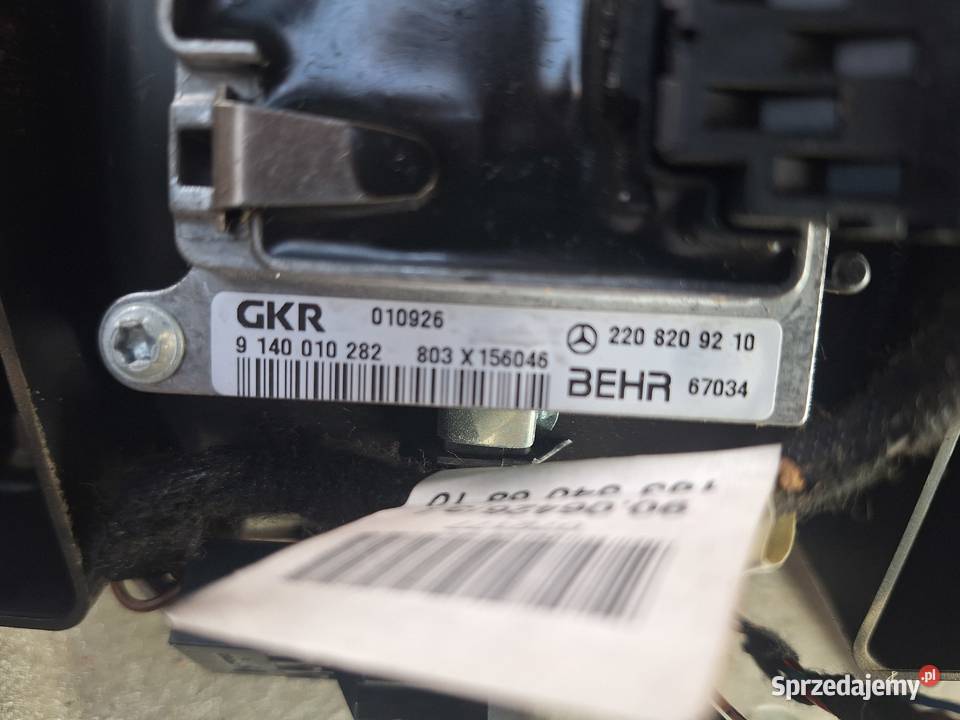 GKR 010926
9 140 010 282 803 X 156046
220 820 92 10
BEHR 67034
Sprzedajemy.pl